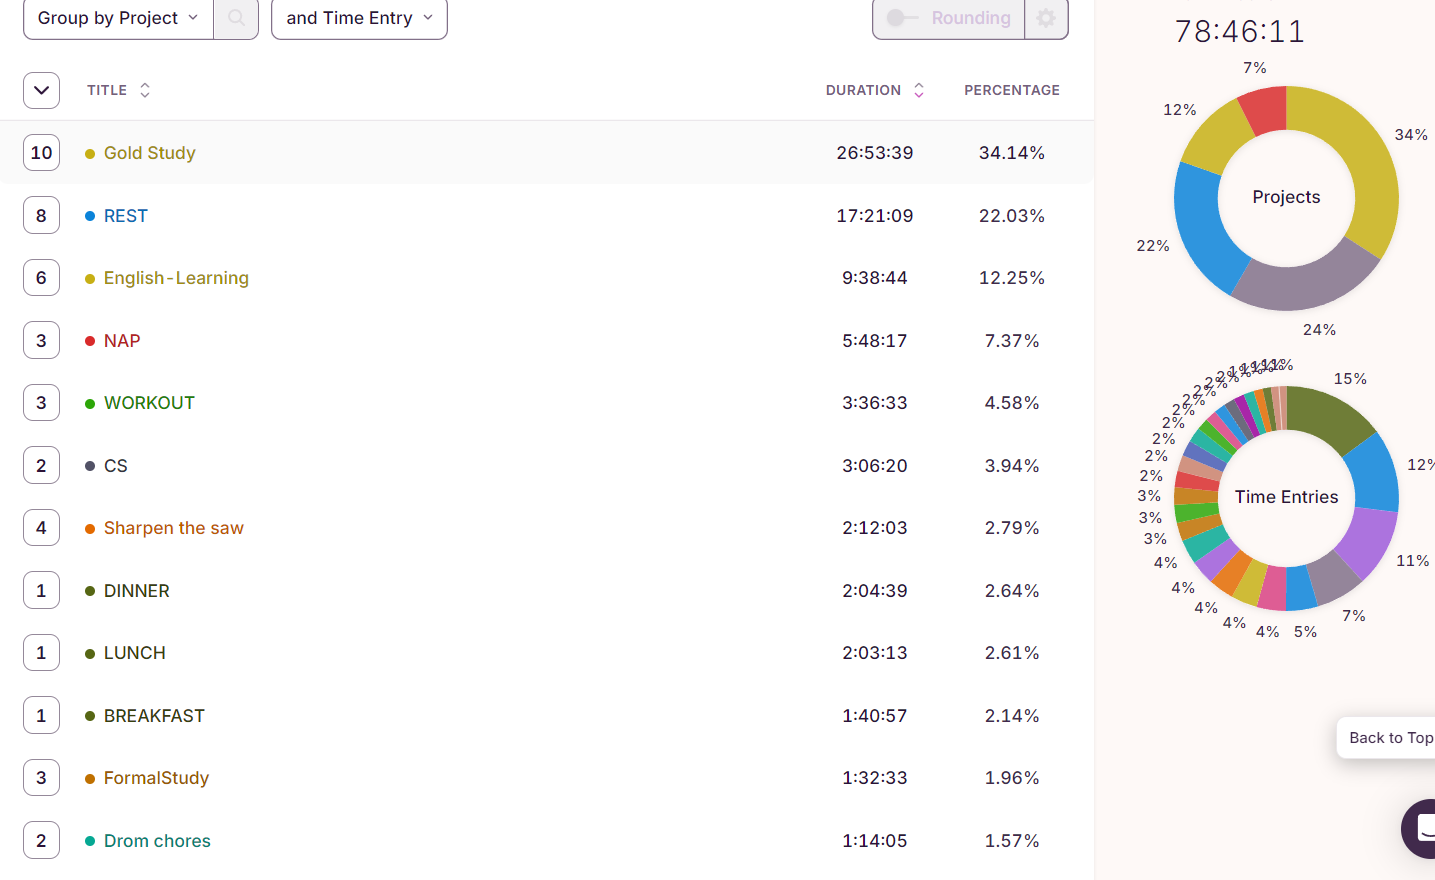 Group by Project
and Time Entry
Rounding
78:46:11
TITLE DURATION PERCENTAGE
10 Gold Study 26:53:39 34.14%
8 REST 17:21:09 22.03%
6 English-Learning 9:38:44 12.25%
3 NAP 5:48:17 7.37%
3 WORKOUT 3:36:33 4.58%
2 CS 3:06:20 3.94%
4 Sharpen the saw 2:12:03 2.79%
1 DINNER 2:04:39 2.64%
1 LUNCH 2:03:13 2.61%
1 BREAKFAST 1:40:57 2.14%
3 FormalStudy 1:32:33 1.96%
2 Drom chores 1:14:05 1.57%
7%
12%
34%
Projects
22%
24%
15%
12%
11%
7%
5%
4%
4%
4%
4%
4%
3%
3%
3%
2%
2%
2%
2%
2%
2%
2%
2%
1%
Time Entries
Back to Top